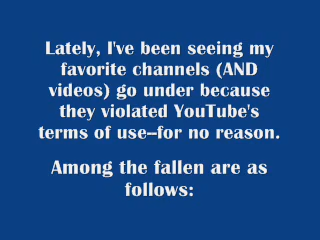 Lately, I've been seeing my
favorite channels (AND
videos) go under because
they violated YouTube's
terms of use--for no reason.
Among the fallen are as
follows: